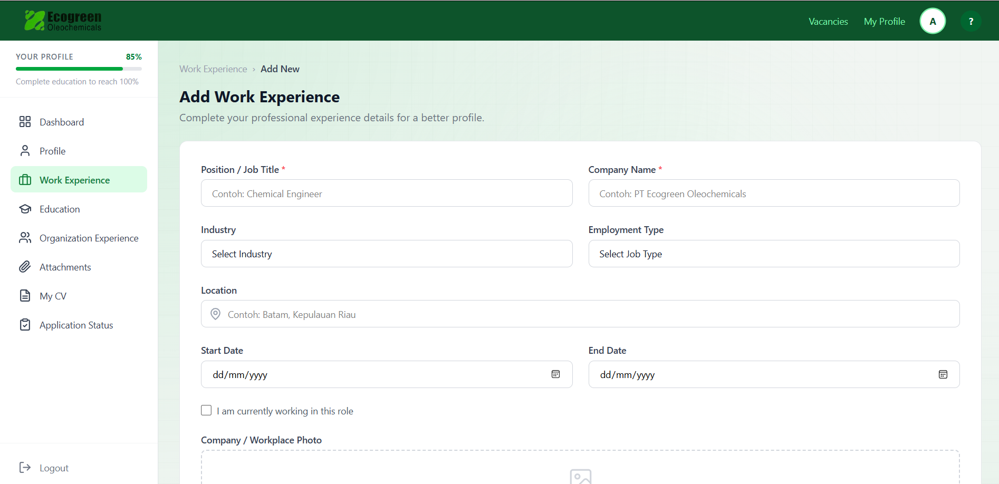 Ecogreen
Oleochemicals
Vacancies
My Profile
A
?
YOUR PROFILE
85%
Complete education to reach 100%
Dashboard
Profile
Work Experience
Education
Organization Experience
Attachments
My CV
Application Status
Logout
Work Experience › Add New
Add Work Experience
Complete your professional experience details for a better profile.
Position / Job Title *
Contoh: Chemical Engineer
Company Name *
Contoh: PT Ecogreen Oleochemicals
Industry
Select Industry
Employment Type
Select Job Type
Location
Contoh: Batam, Kepulauan Riau
Start Date
dd/mm/yyyy
End Date
dd/mm/yyyy
I am currently working in this role
Company / Workplace Photo